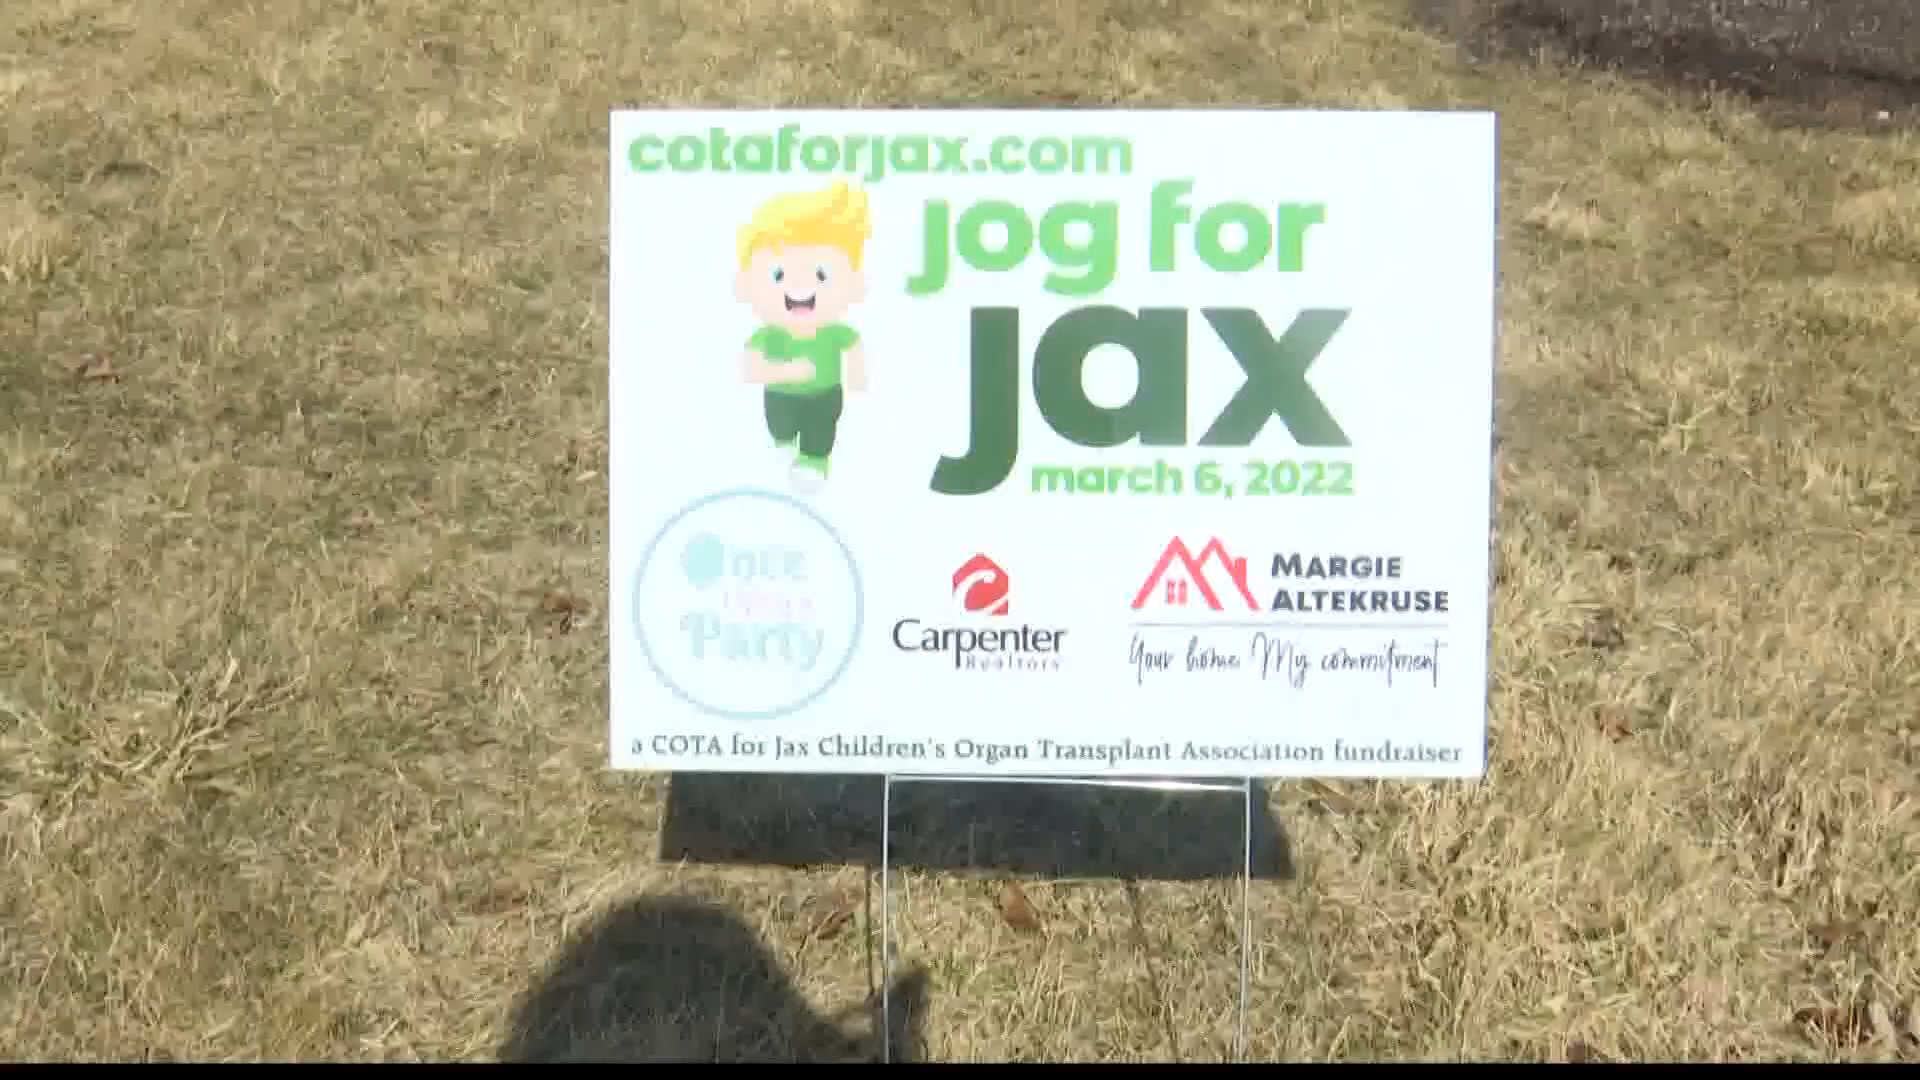 cotaforjax.com
jog for
jax
march 6, 2022
Once
Party
Carpenter
Realtors
MARGIE
ALTEKRUSE
Your home. My commitment
a COTA for Jax Children's Organ Transplant Association fundraiser